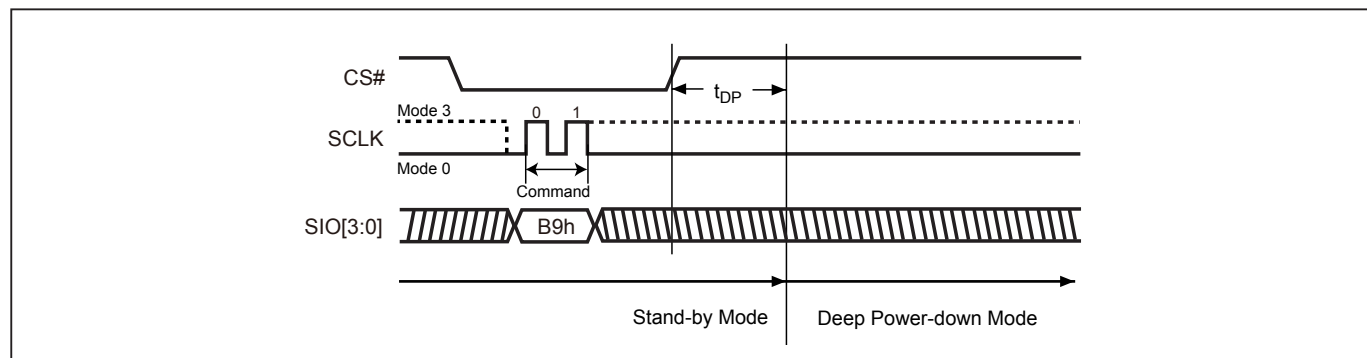 CS#
tDP
Mode 3
0 1
SCLK
Mode 0
Command
SIO[3:0]
B9h
Stand-by Mode
Deep Power-down Mode